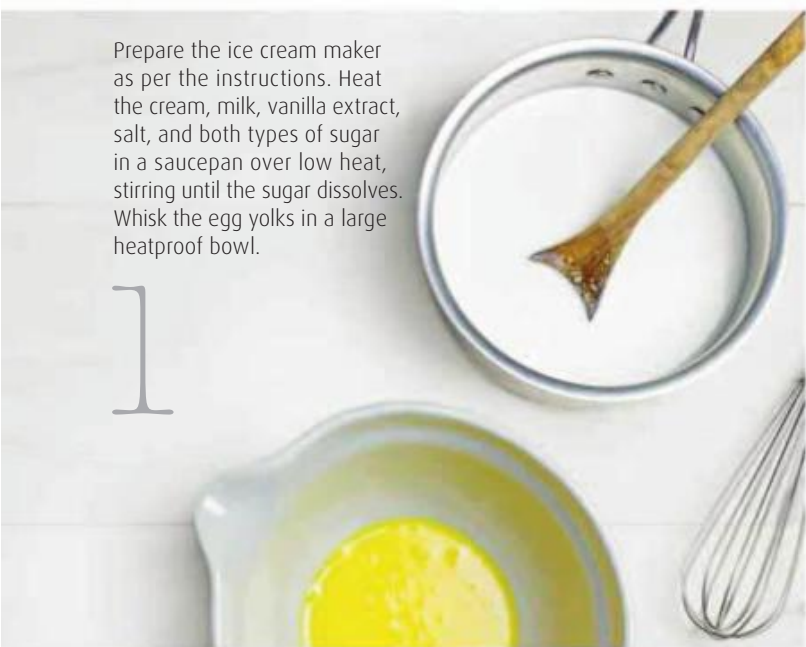 Prepare the ice cream maker
as per the instructions. Heat
the cream, milk, vanilla extract,
salt, and both types of sugar
in a saucepan over low heat,
stirring until the sugar dissolves.
Whisk the egg yolks in a large
heatproof bowl.
1